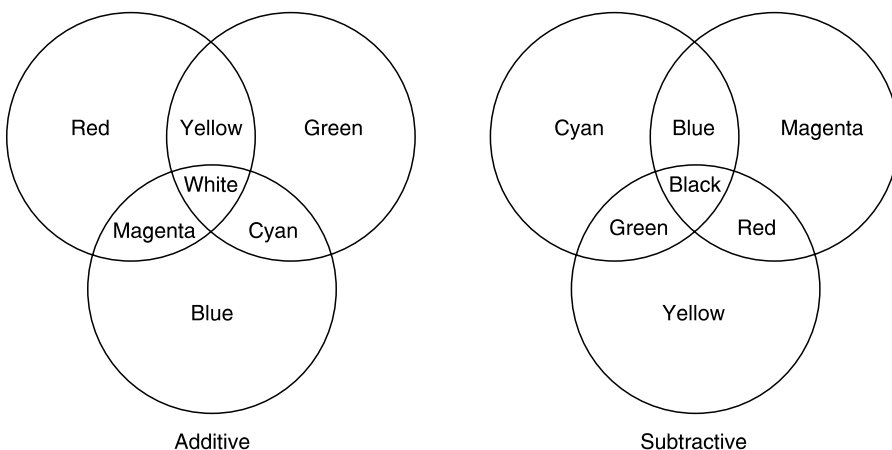 Red
Yellow
Green
White
Magenta
Cyan
Blue
Additive
Cyan
Blue
Magenta
Black
Green
Red
Yellow
Subtractive